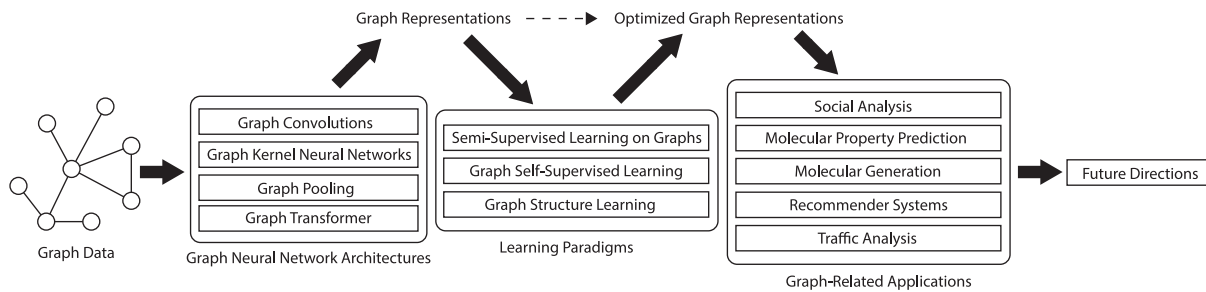 Graph Representations
Optimized Graph Representations
Graph Data
Graph Convolutions
Graph Kernel Neural Networks
Graph Pooling
Graph Transformer
Graph Neural Network Architectures
Semi-Supervised Learning on Graphs
Graph Self-Supervised Learning
Graph Structure Learning
Learning Paradigms
Social Analysis
Molecular Property Prediction
Molecular Generation
Recommender Systems
Traffic Analysis
Graph-Related Applications
Future Directions